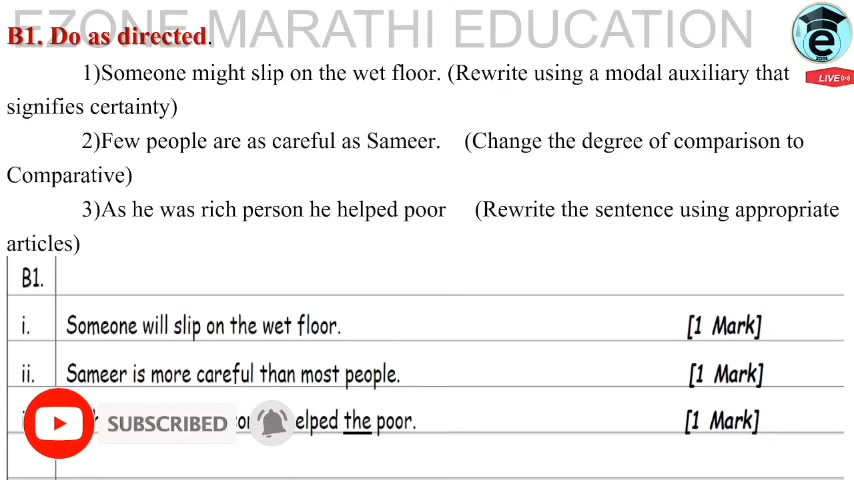 EZONE MARATHI EDUCATION
B1. Do as directed.
1)Someone might slip on the wet floor. (Rewrite using a modal auxiliary that
signifies certainty)
2)Few people are as careful as Sameer. (Change the degree of comparison to
Comparative)
3)As he was rich person he helped poor (Rewrite the sentence using appropriate
articles)
e
EZONE
LIVE
B1.
i. Someone will slip on the wet floor. [1 Mark]
ii. Sameer is more careful than most people. [1 Mark]
SUBSCRIBED
the poor. [1 Mark]